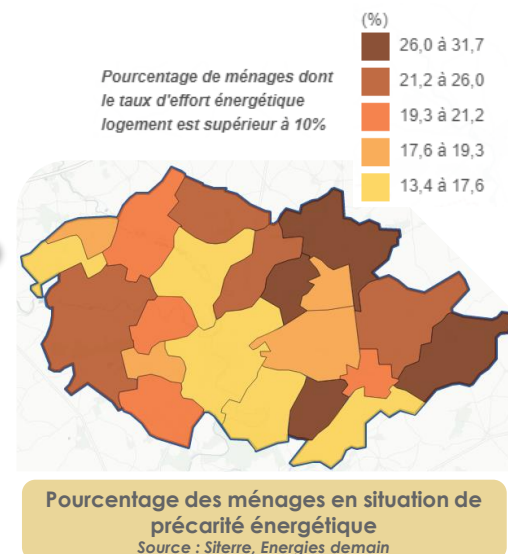 (%)
26,0 à 31,7
21,2 à 26,0
19,3 à 21,2
17,6 à 19,3
13,4 à 17,6
Pourcentage de ménages dont
le taux d'effort énergétique
logement est supérieur à 10%
Pourcentage des ménages en situation de
précarité énergétique
Source : Siterre, Energies demain